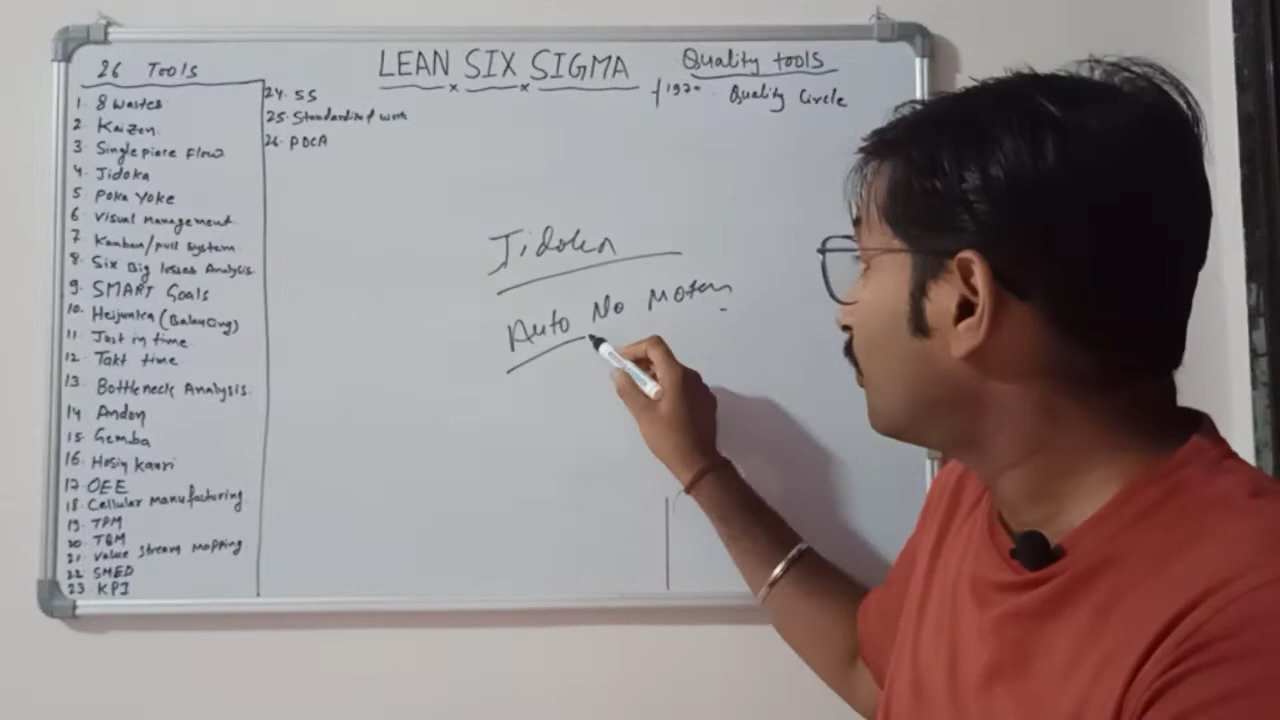 26 Tools
1. 8 Wastes
2. Kaizen
3 Single piece Flow
4. Jidoka
5. Poka Yoke
6 Visual Management
7 Kanban/pull System
8. Six Big losses Analysis
9. SMART Goals
10. Heijunka (Balancing)
11. Just in time
12. Takt time
13. Bottleneck Analysis.
14 Andon
15. Gemba
16. Hosin Kanri
17 OEE
18. Cellular Manufacturing
19. TPM
20. TBM
21. Value Stream Mapping
22 SMED
23 KPI
24. 5S
25. Standardized work
26. PDCA
LEAN SIX SIGMA
Quality tools
Quality Circle
Jidoka
Auto No